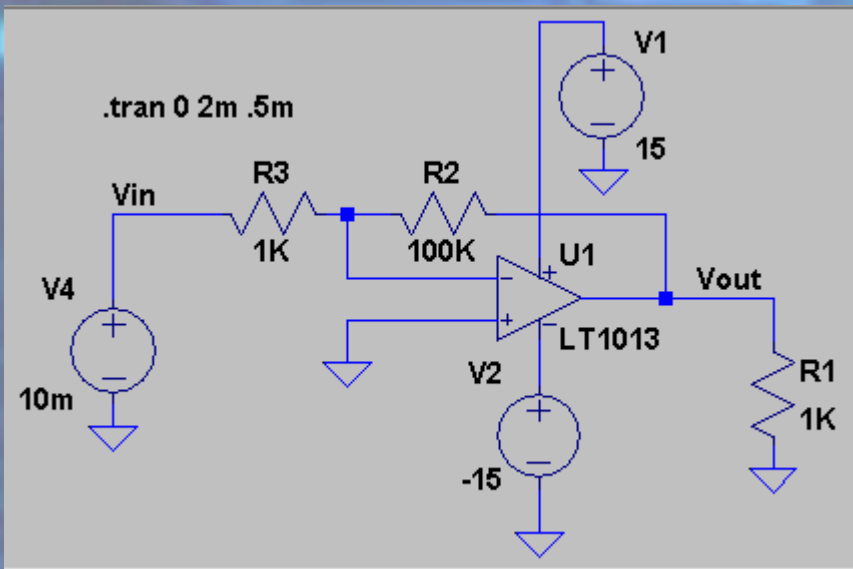 V1
.tran 0 2m .5m
15
R3
R2
Vin
1K
100K
U1
Vout
V4
LT1013
V2
R1
10m
1K
-15